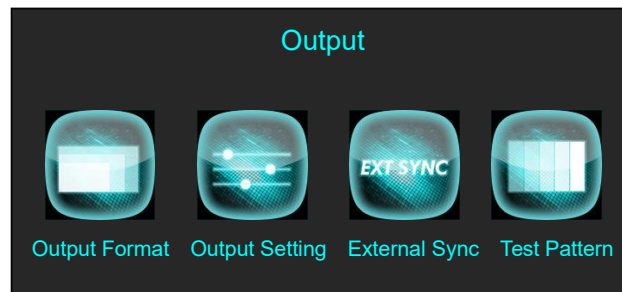 Output
EXT SYNC
Output Format
Output Setting
External Sync
Test Pattern